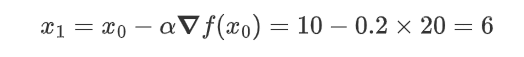 x₁ = x₀ − α∇f(x₀) = 10 − 0.2 × 20 = 6